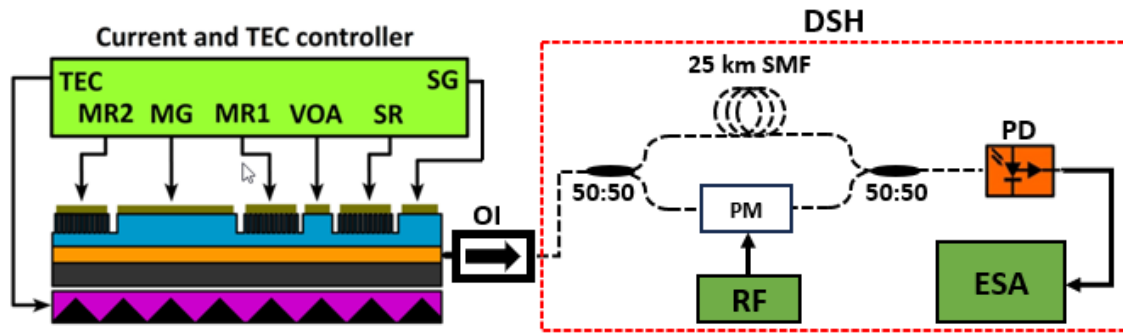 Current and TEC controller
TEC
SG
MR2 MG MR1 VOA SR
OI
DSH
25 km SMF
50:50
50:50
PM
RF
PD
ESA